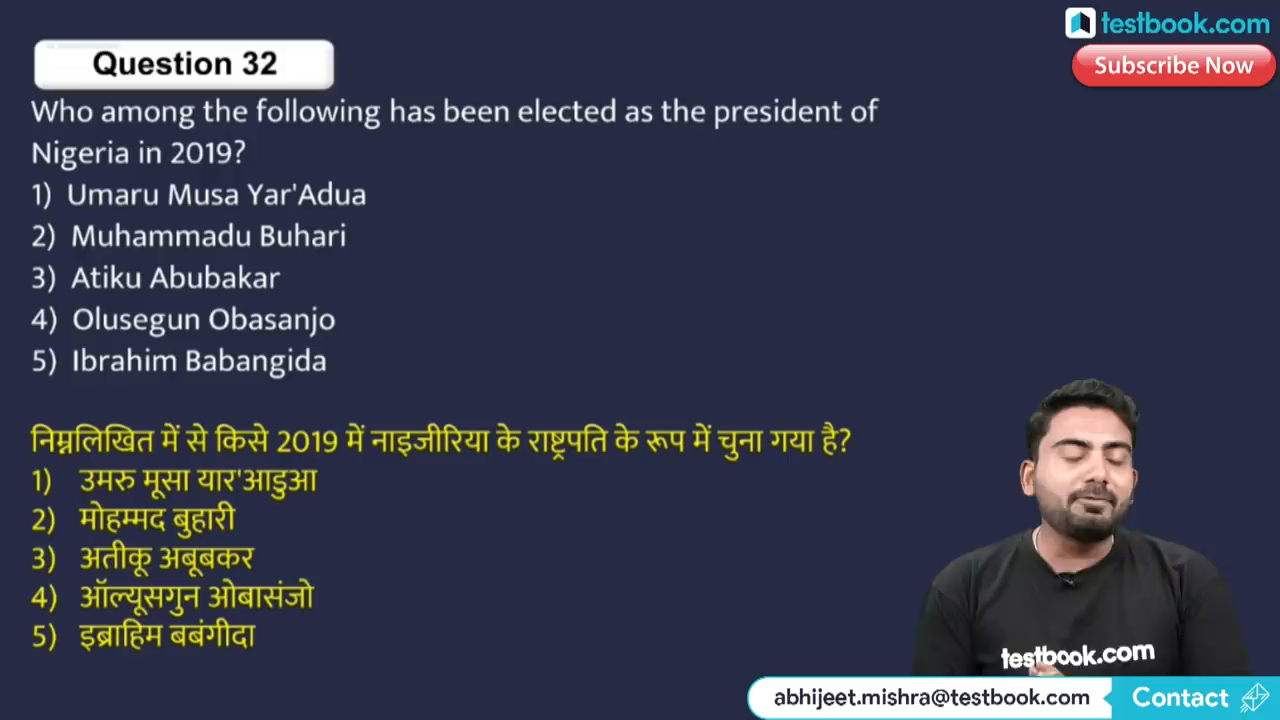 testbook.com
Subscribe Now
Question 32
Who among the following has been elected as the president of
Nigeria in 2019?
1) Umaru Musa Yar'Adua
2) Muhammadu Buhari
3) Atiku Abubakar
4) Olusegun Obasanjo
5) Ibrahim Babangida
निम्नलिखित में से किसे 2019 में नाइजीरिया के राष्ट्रपति के रूप में चुना गया है?
1) उमरु मूसा यार'आडुआ
2) मोहम्मद बुहारी
3) अतीकू अबूबकर
4) ऑल्यूसगुन ओबासंजो
5) इब्राहिम बबंगीदा
testbook.com
abhijeet.mishra@testbook.com Contact